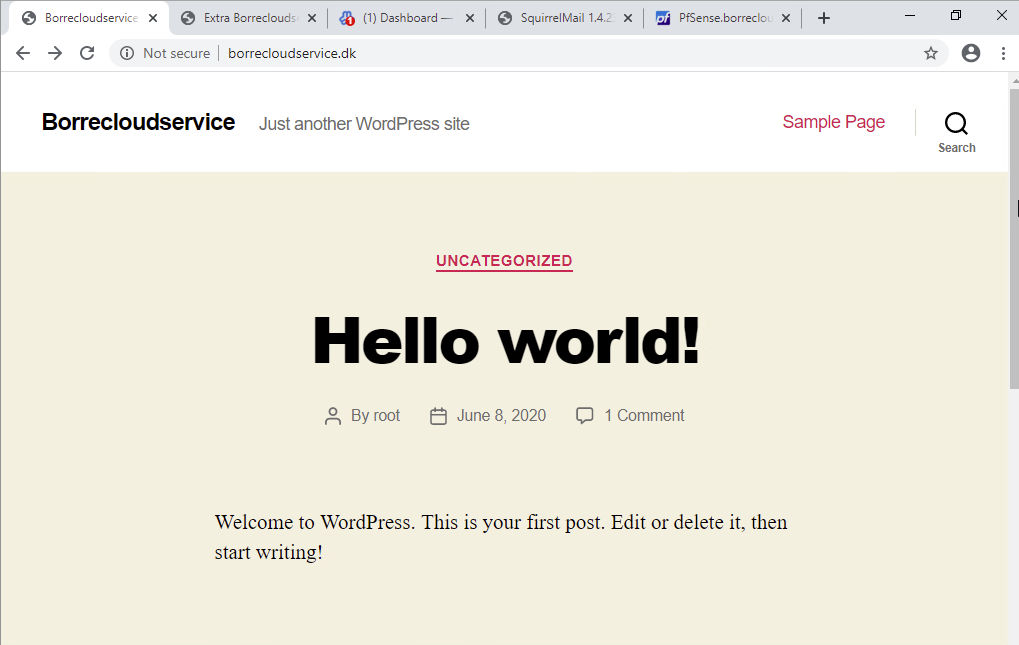 Borrecloudservice
Extra Borreclouds
(1) Dashboard —
SquirrelMail 1.4.2
pf PfSense.borreclou
Not secure
borrecloudservice.dk
Borrecloudservice
Just another WordPress site
Sample Page
Search
UNCATEGORIZED
Hello world!
By root
June 8, 2020
1 Comment
Welcome to WordPress. This is your first post. Edit or delete it, then
start writing!